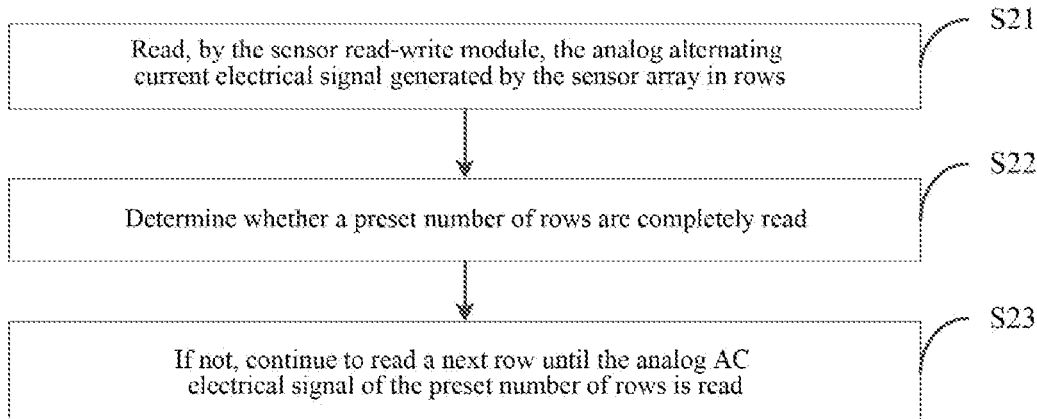 S21
Read, by the sensor read-write module, the analog alternating
current electrical signal generated by the sensor array in rows
S22
Determine whether a preset number of rows are completely read
S23
If not, continue to read a next row until the analog AC
electrical signal of the preset number of rows is read